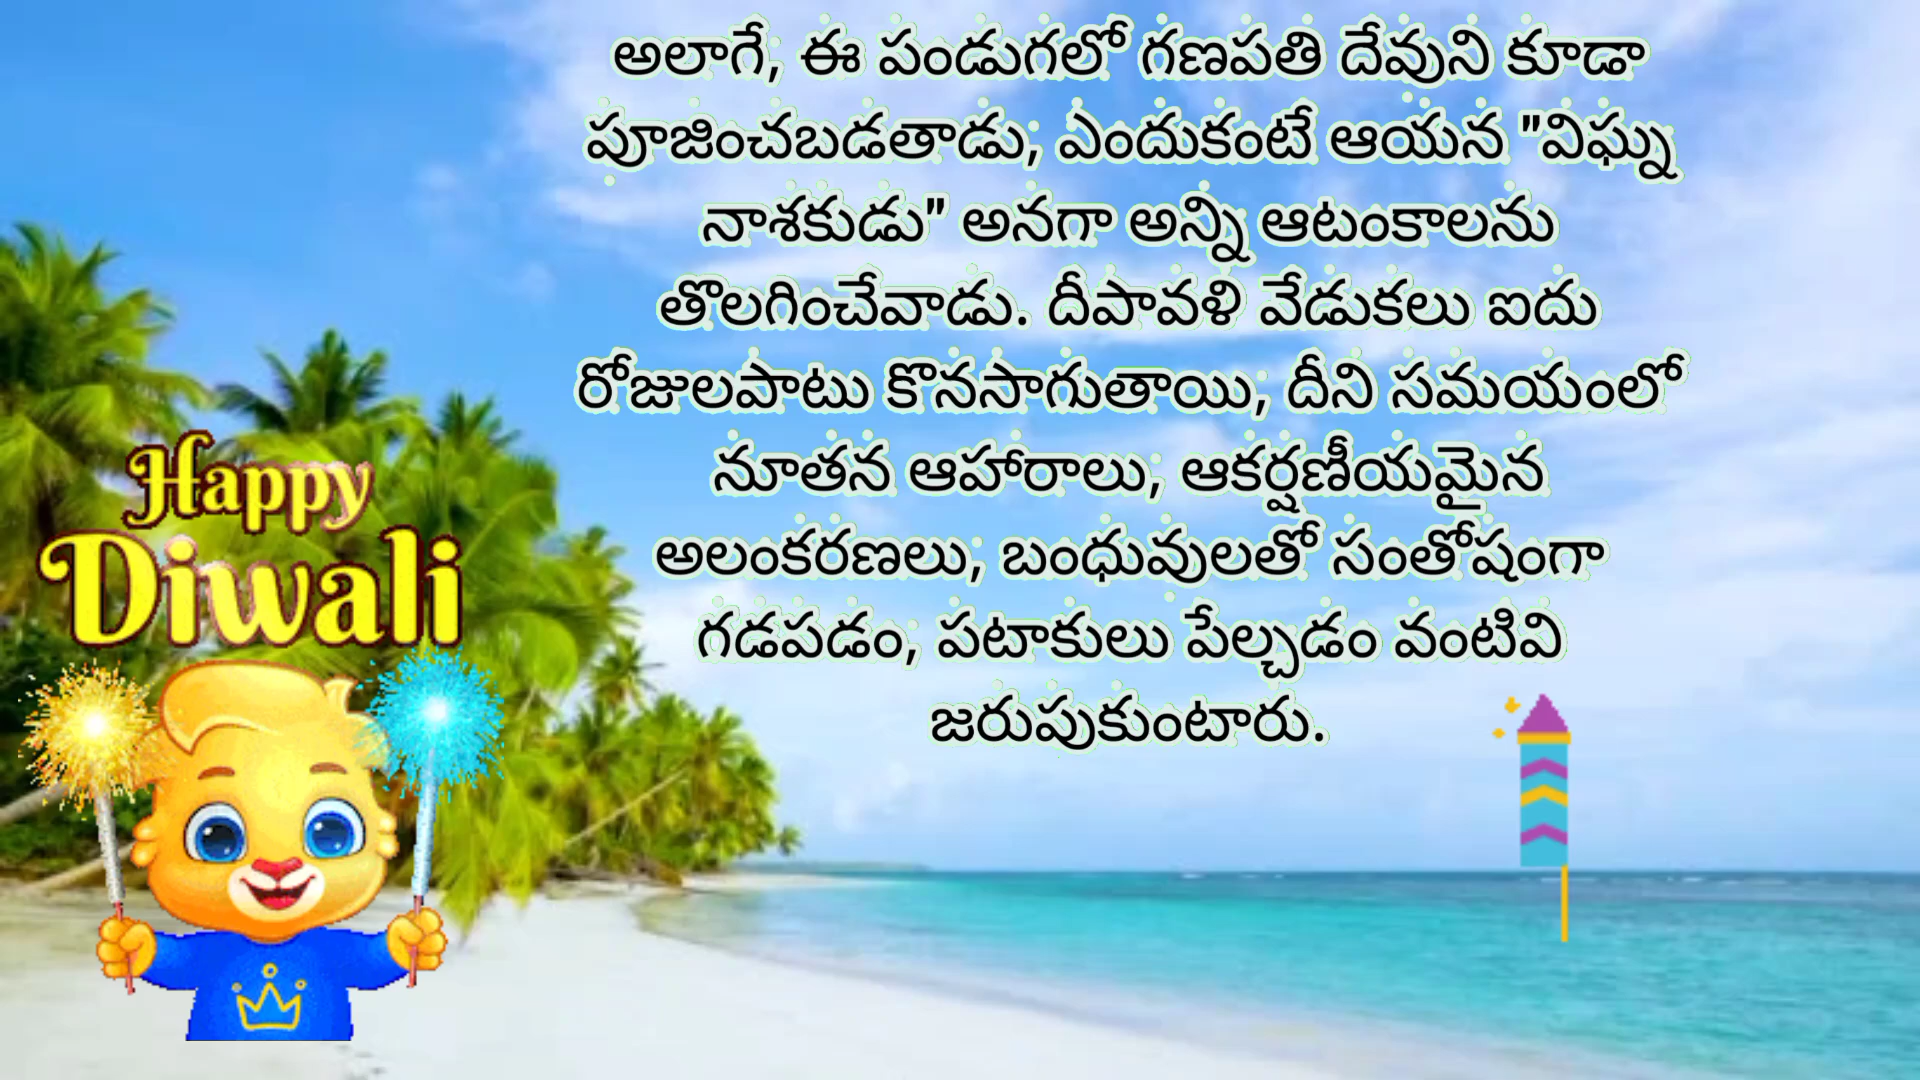 అలాగే, ఈ పండుగలో గణపతి దేవుని కూడా
పూజించబడతాడు, ఎందుకంటే ఆయన "విఘ్న
నాశకుడు" అనగా అన్ని ఆటంకాలను
తొలగించేవాడు. దీపావళి వేడుకలు ఐదు
రోజులపాటు కొనసాగుతాయి, దీని సమయంలో
నూతన ఆహారాలు, ఆకర్షణీయమైన
అలంకరణలు, బంధువులతో సంతోషంగా
గడపడం, పటాకులు పేల్చడం వంటివి
జరుపుకుంటారు.
Happy
Diwali